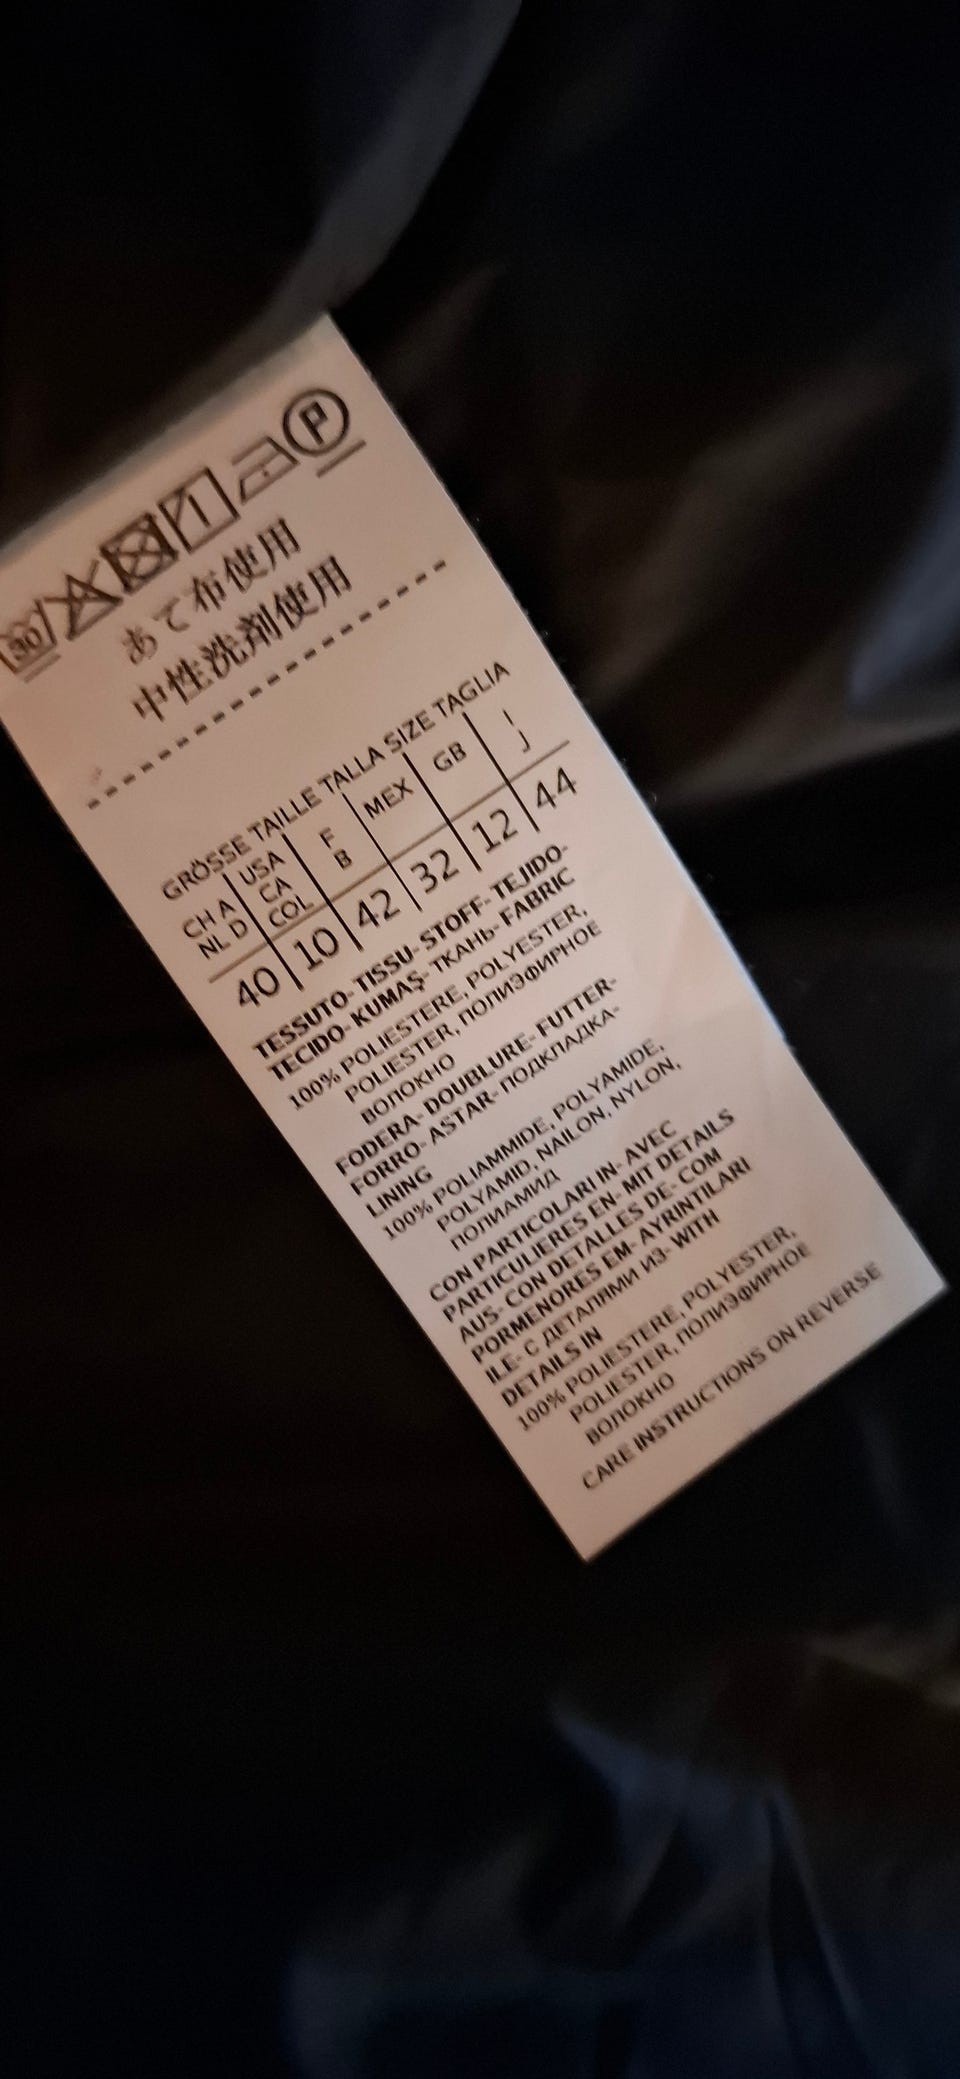 30 P
あて布使用
中性洗剤使用
GRÖSSE TAILLE TALLA SIZE TAGLIA
CH A USA F MEX GB I
NL D CA B J
COL
40 10 42 32 12 44
TESSUTO- TISSU- STOFF- TEJIDO-
TECIDO- KUMAŞ- ТКАНЬ- FABRIC
100% POLIESTERE, POLYESTER,
POLIESTER, ПОЛИЭФИРНОЕ
ВОЛОКНО
FODERA- DOUBLURE- FUTTER-
FORRO- ASTAR- ПОДКЛАДКА-
LINING
100% POLIAMMIDE, POLYAMIDE,
POLYAMID, NAILON, NYLON,
ПОЛИАМИД
CON PARTICOLARI IN- AVEC
PARTICULIERES EN- MIT DETAILS
AUS- CON DETALLES DE- COM
PORMENORES EM- AYRINTILARI
ILE- С ДЕТАЛЯМИ ИЗ- WITH
DETAILS IN
100% POLIESTERE, POLYESTER,
POLIESTER, ПОЛИЭФИРНОЕ
ВОЛОКНО
CARE INSTRUCTIONS ON REVERSE